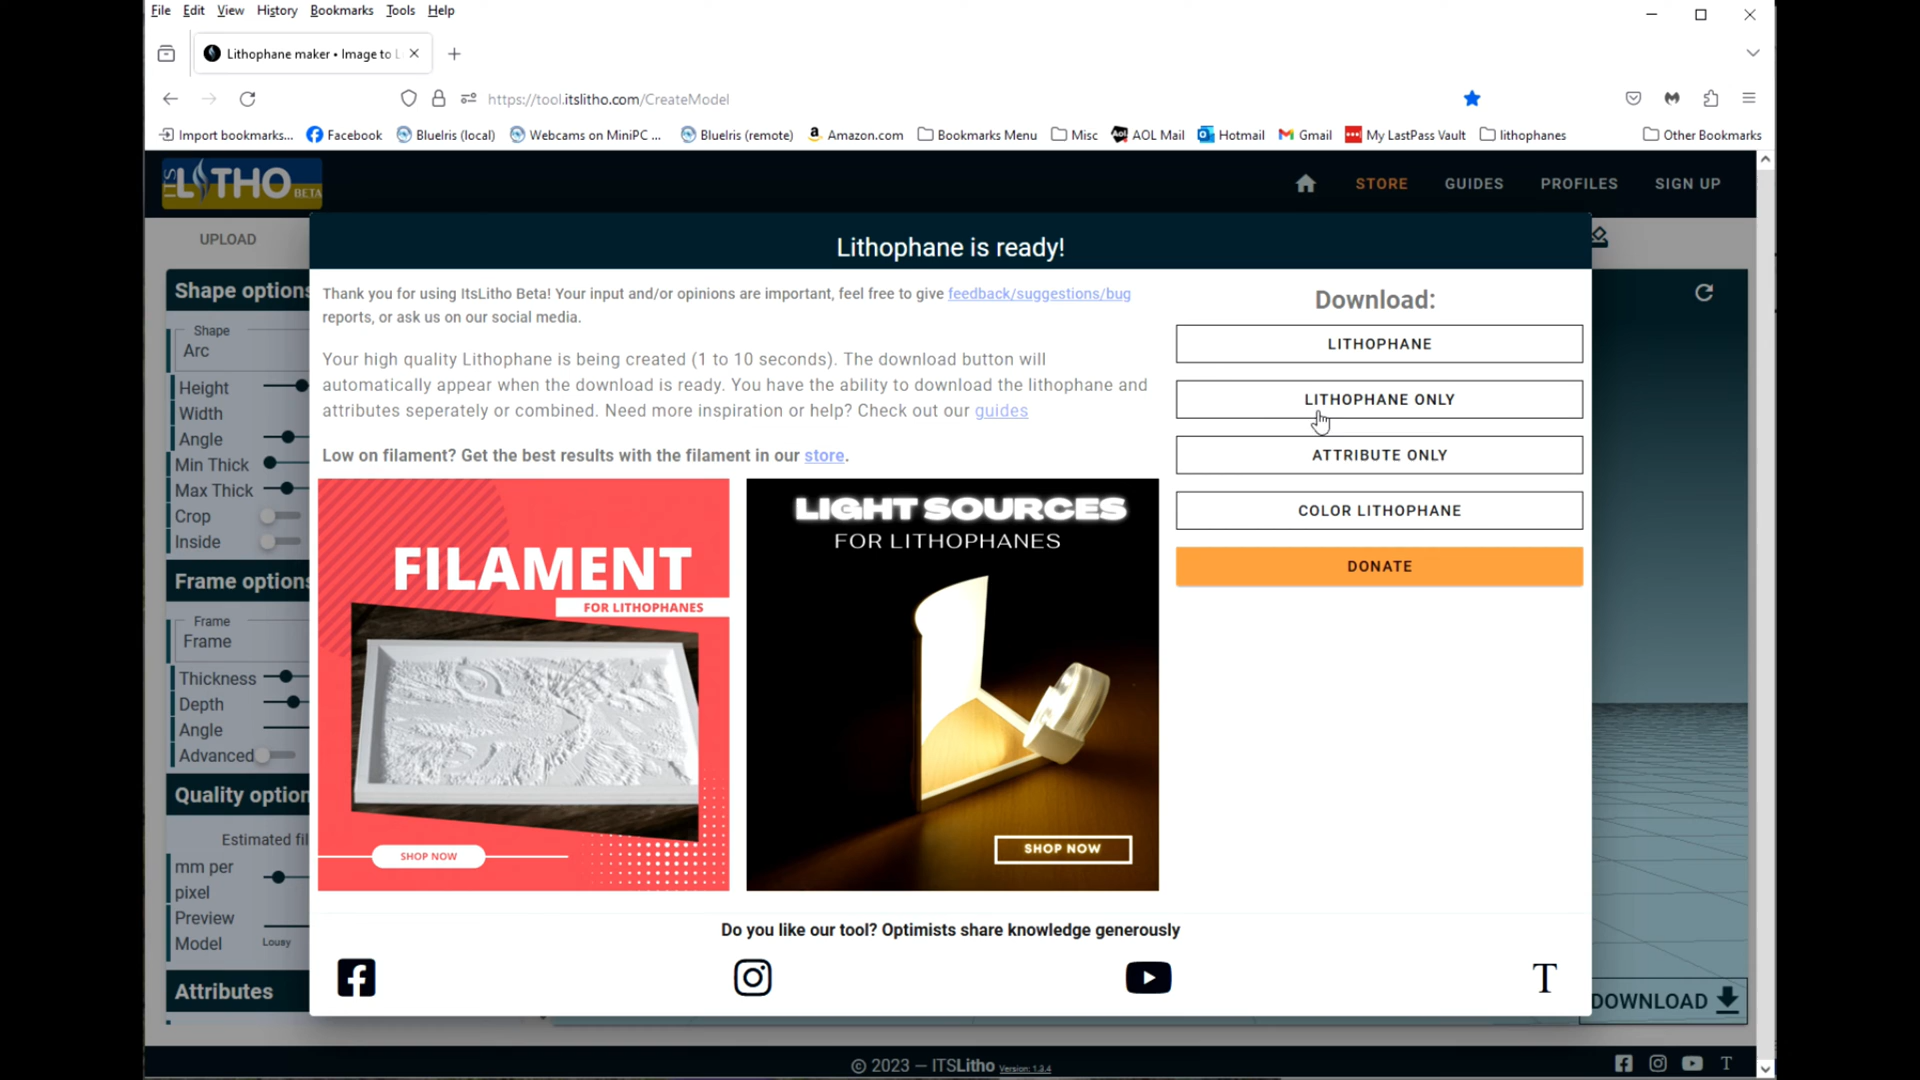 File Edit View History Bookmarks Tools Help
Lithophane maker • Image to L
https://tool.itslitho.com/CreateModel
Import bookmarks... Facebook BlueIris (local) Webcams on MiniPC ... BlueIris (remote) Amazon.com Bookmarks Menu Misc AOL Mail Hotmail Gmail My LastPass Vault lithophanes Other Bookmarks
ITS LITHO BETA
STORE GUIDES PROFILES SIGN UP
UPLOAD
Lithophane is ready!
Shape options
Shape
Arc
Height
Width
Angle
Min Thick
Max Thick
Crop
Inside
Frame options
Frame
Frame
Thickness
Depth
Angle
Advanced
Quality option
Estimated fil
mm per
pixel
Preview
Model Lousy
Attributes
Thank you for using ItsLitho Beta! Your input and/or opinions are important, feel free to give feedback/suggestions/bug
reports, or ask us on our social media.
Your high quality Lithophane is being created (1 to 10 seconds). The download button will
automatically appear when the download is ready. You have the ability to download the lithophane and
attributes seperately or combined. Need more inspiration or help? Check out our guides
Low on filament? Get the best results with the filament in our store.
FILAMENT
FOR LITHOPHANES
SHOP NOW
LIGHT SOURCES
FOR LITHOPHANES
SHOP NOW
Download:
LITHOPHANE
LITHOPHANE ONLY
ATTRIBUTE ONLY
COLOR LITHOPHANE
DONATE
Do you like our tool? Optimists share knowledge generously
T
DOWNLOAD
© 2023 — ITSLitho Version: 1.3.4
T